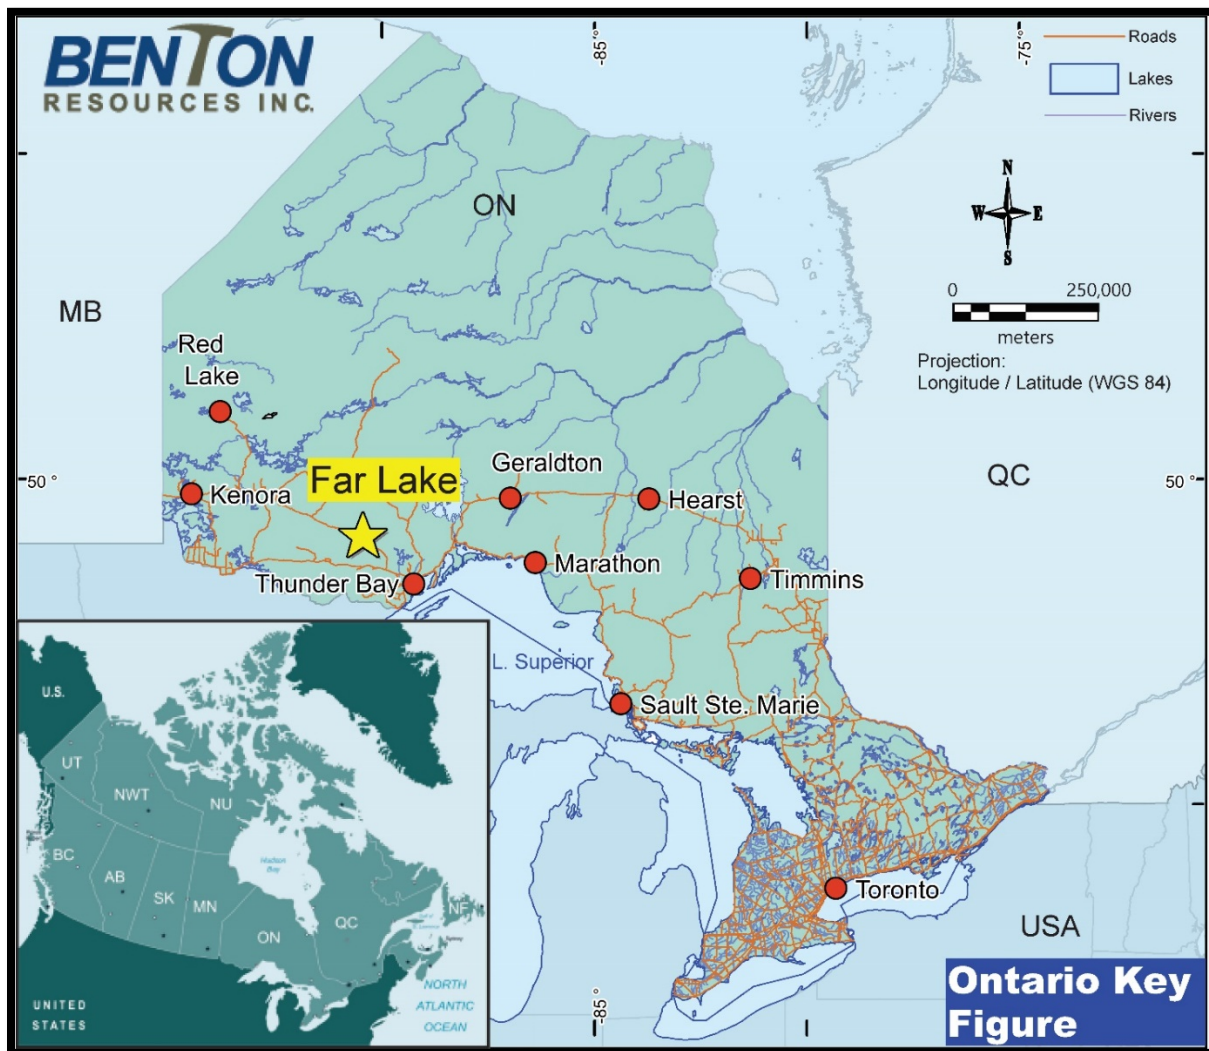 BENTON
RESOURCES INC.
-85°
-75°
Roads
Lakes
Rivers
N
W E
S
0 250,000
meters
Projection:
Longitude / Latitude (WGS 84)
ON
MB
QC
USA
Red
Lake
Kenora
Far Lake
Geraldton
Hearst
Thunder Bay
Marathon
Timmins
L. Superior
Sault Ste. Marie
Toronto
50 °
50 °
-85°
U.S.
UT
NWT
NU
BC
AB
SK
MN
ON
QC
NF
Hudson
Bay
UNITED
STATES
NORTH
ATLANTIC
OCEAN
Ontario Key
Figure